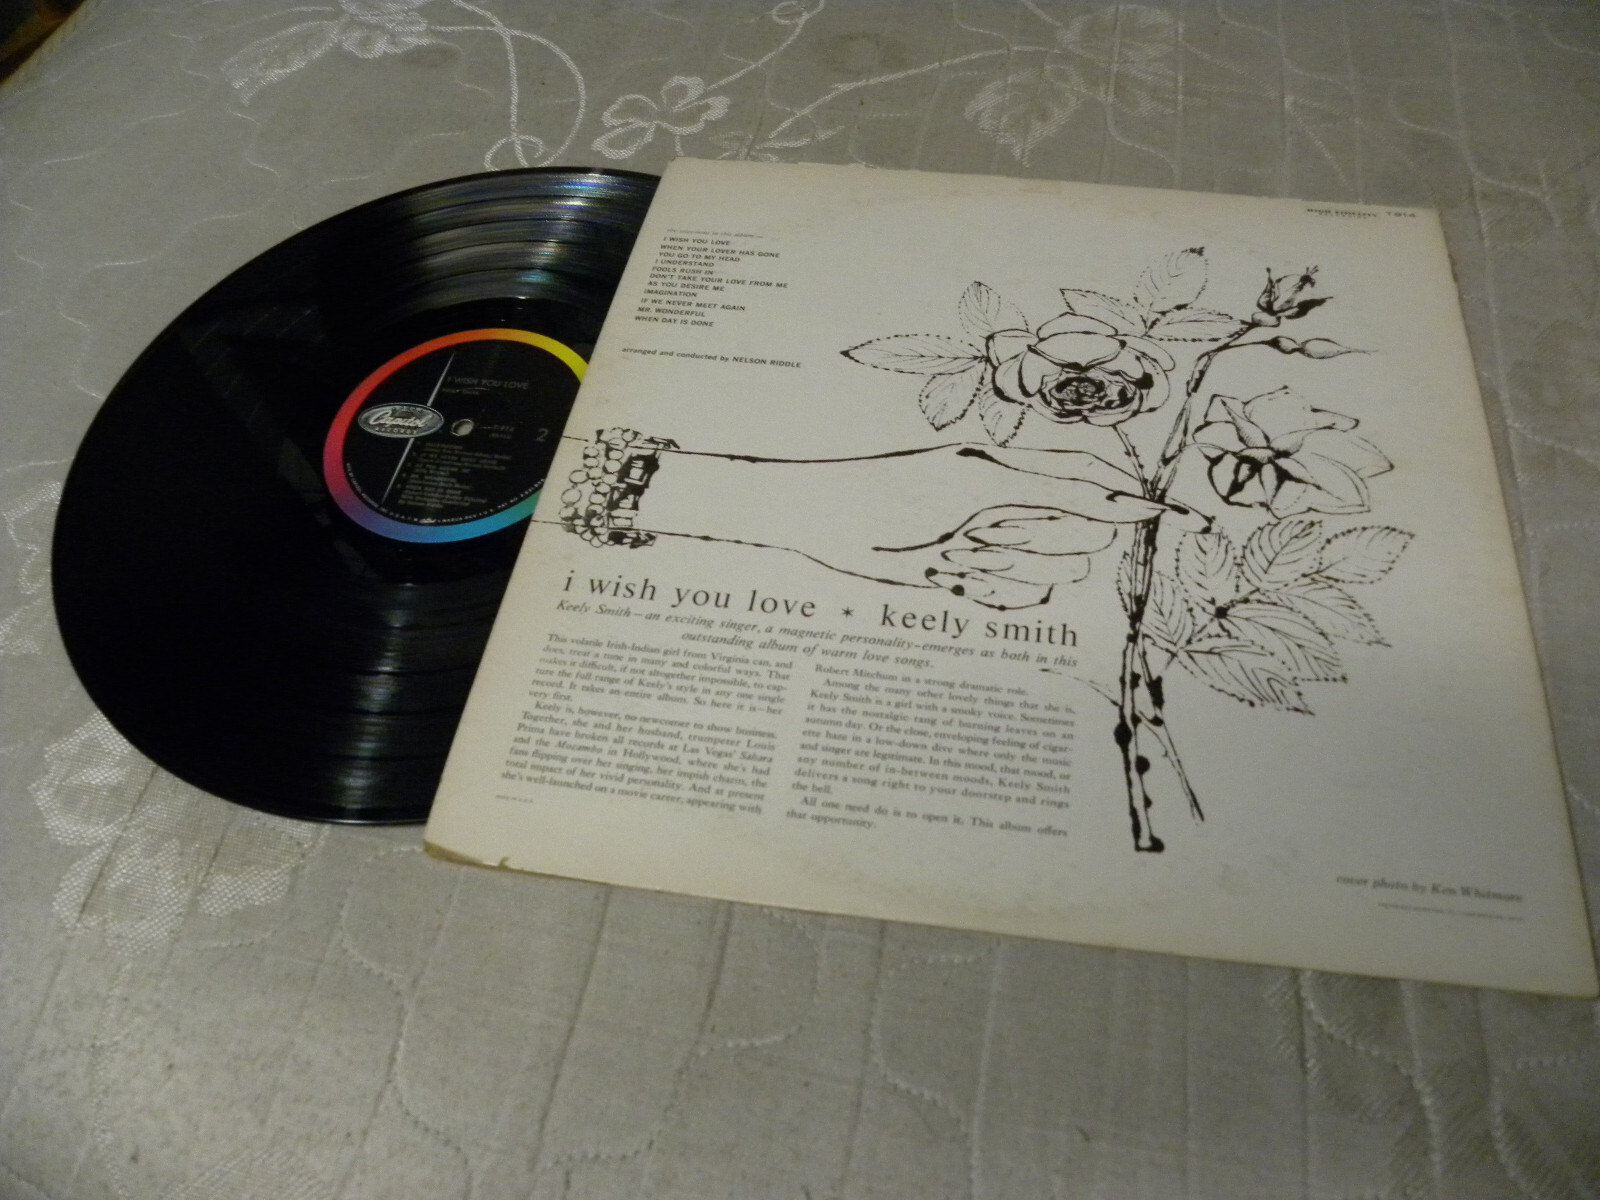 HIGH FIDELITY T 914
the selections in this album—
I WISH YOU LOVE
WHEN YOUR LOVER HAS GONE
YOU GO TO MY HEAD
I UNDERSTAND
FOOLS RUSH IN
DON'T TAKE YOUR LOVE FROM ME
AS YOU DESIRE ME
IMAGINATION
IF WE NEVER MEET AGAIN
MR. WONDERFUL
WHEN DAY IS DONE
arranged and conducted by NELSON RIDDLE
I WISH YOU LOVE
Capitol
RECORDS
2
i wish you love * keely smith
Keely Smith—an exciting singer, a magnetic personality—emerges as both in this
outstanding album of warm love songs.
This volatile Irish-Indian girl from Virginia can, and
does, treat a tune in many and colorful ways. That
makes it difficult, if not altogether impossible, to cap-
ture the full range of Keely's style in any one single
record. It takes an entire album. So here it is—her
very first.
Keely is, however, no newcomer to show business.
Together, she and her husband, trumpeter Louis
Prima have broken all records at Las Vegas' Sahara
and the Mocambo in Hollywood, where she's had
fans flipping over her singing, her impish charm, the
total impact of her vivid personality. And at present
she's well-launched on a movie career, appearing with
Robert Mitchum in a strong dramatic role.
Among the many other lovely things that she is,
Keely Smith is a girl with a smoky voice. Sometimes
it has the nostalgic tang of burning leaves on an
autumn day. Or the close, enveloping feeling of cigar-
ette haze in a low-down dive where only the music
and singer are legitimate. In this mood, that mood, or
any number of in-between moods, Keely Smith
delivers a song right to your doorstep and rings
the bell.
All one need do is to open it. This album offers
that opportunity.
MADE IN U.S.A.
cover photo by Ken Whitmore